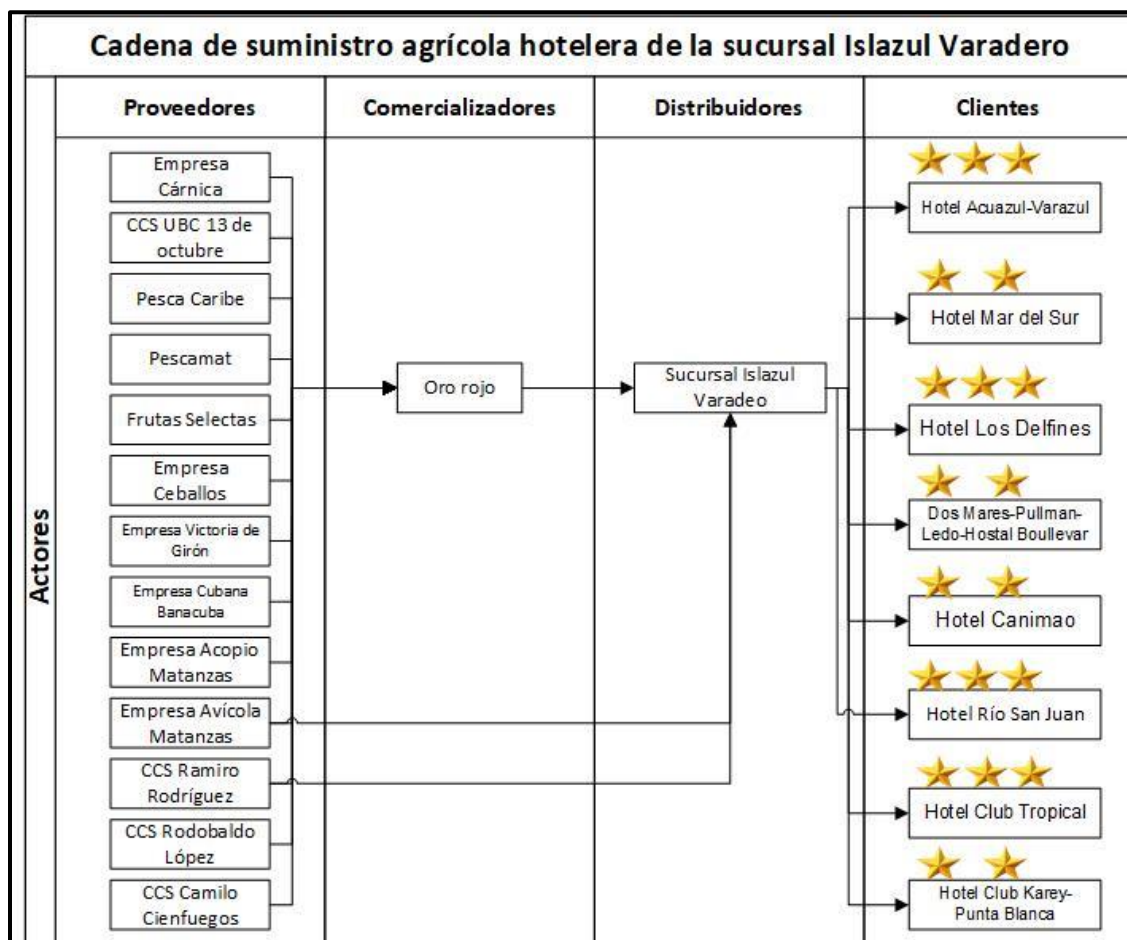 Cadena de suministro agrícola hotelera de la sucursal Islazul Varadero
Actores
Proveedores
Comercializadores
Distribuidores
Clientes
Empresa
Cárnica
CCS UBC 13 de
octubre
Pesca Caribe
Pescamat
Frutas Selectas
Empresa
Ceballos
Empresa Victoria de
Girón
Empresa Cubana
Banacuba
Empresa Acopio
Matanzas
Empresa Avícola
Matanzas
CCS Ramiro
Rodríguez
CCS Rodobaldo
López
CCS Camilo
Cienfuegos
Oro rojo
Sucursal Islazul
Varadeo
Hotel Acuazul-Varazul
Hotel Mar del Sur
Hotel Los Delfines
Dos Mares-Pullman-
Ledo-Hostal Boullevar
Hotel Canimao
Hotel Río San Juan
Hotel Club Tropical
Hotel Club Karey-
Punta Blanca